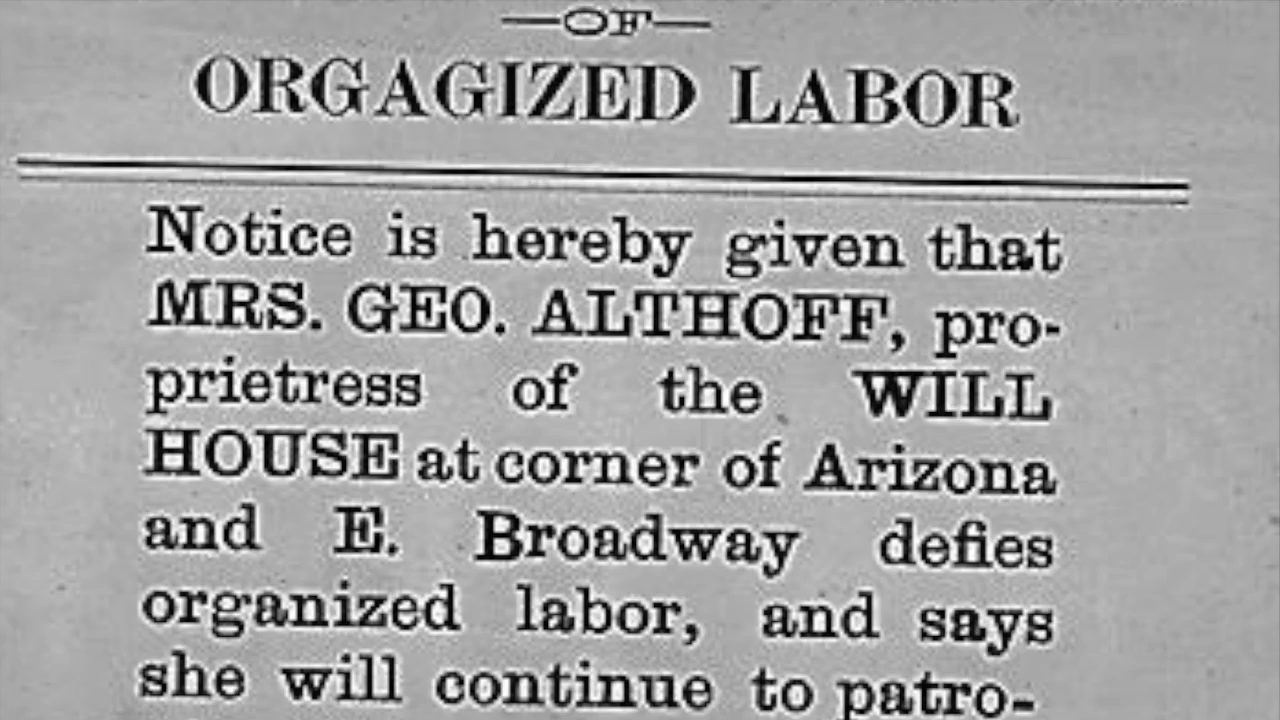 —OF—
ORGAGIZED LABOR
Notice is hereby given that
MRS. GEO. ALTHOFF, pro-
prietress of the WILL
HOUSE at corner of Arizona
and E. Broadway defies
organized labor, and says
she will continue to patro-